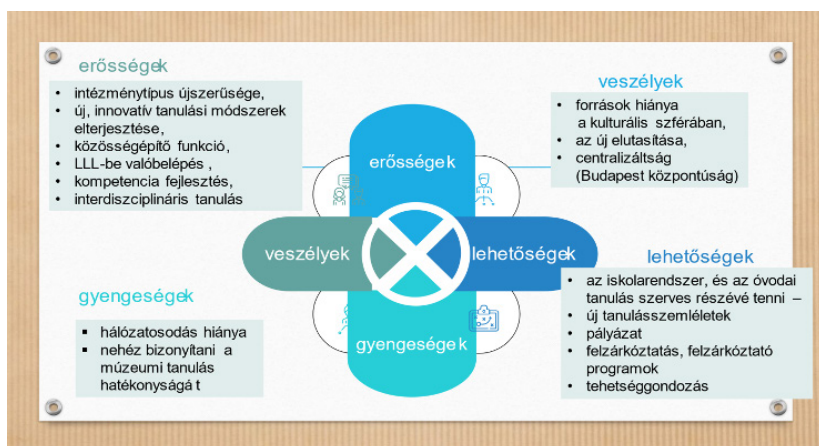 erősségek
• intézménytípus újszerűsége,
• új, innovatív tanulási módszerek
elterjesztése,
• közösségépítő funkció,
• LLL-be valóbelépés ,
• kompetencia fejlesztés,
• interdiszciplináris tanulás
veszélyek
• források hiánya
a kulturális szférában,
• az új elutasítása,
• centralizáltság
(Budapest központúság)
erősségek
veszélyek
lehetőségek
gyengeségek
gyengeségek
▪ hálózatosodás hiánya
▪ nehéz bizonyítani a
múzeumi tanulás
hatékonyságá t
lehetőségek
• az iskolarendszer, és az óvodai
tanulás szerves részévé tenni –
• új tanulásszemléletek
• pályázat
• felzárkóztatás, felzárkóztató
programok
• tehetséggondozás